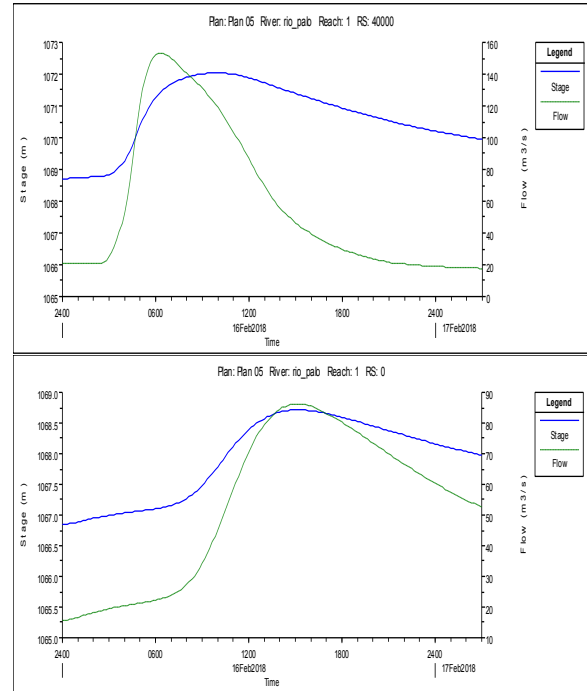 Plan: Plan 05 River: rio_pab Reach: 1 RS: 40000
1073
1072
1071
1070
1069
1068
1067
1066
1065
Stage (m)
160
140
120
100
80
60
40
20
0
Flow (m3/s)
Legend
Stage
Flow
2400 0600 1200 1800 2400
16Feb2018 17Feb2018
Time
Plan: Plan 05 River: rio_pab Reach: 1 RS: 0
1069.0
1068.5
1068.0
1067.5
1067.0
1066.5
1066.0
1065.5
1065.0
Stage (m)
90
80
70
60
50
40
30
20
10
Flow (m3/s)
Legend
Stage
Flow
2400 0600 1200 1800 2400
16Feb2018 17Feb2018
Time